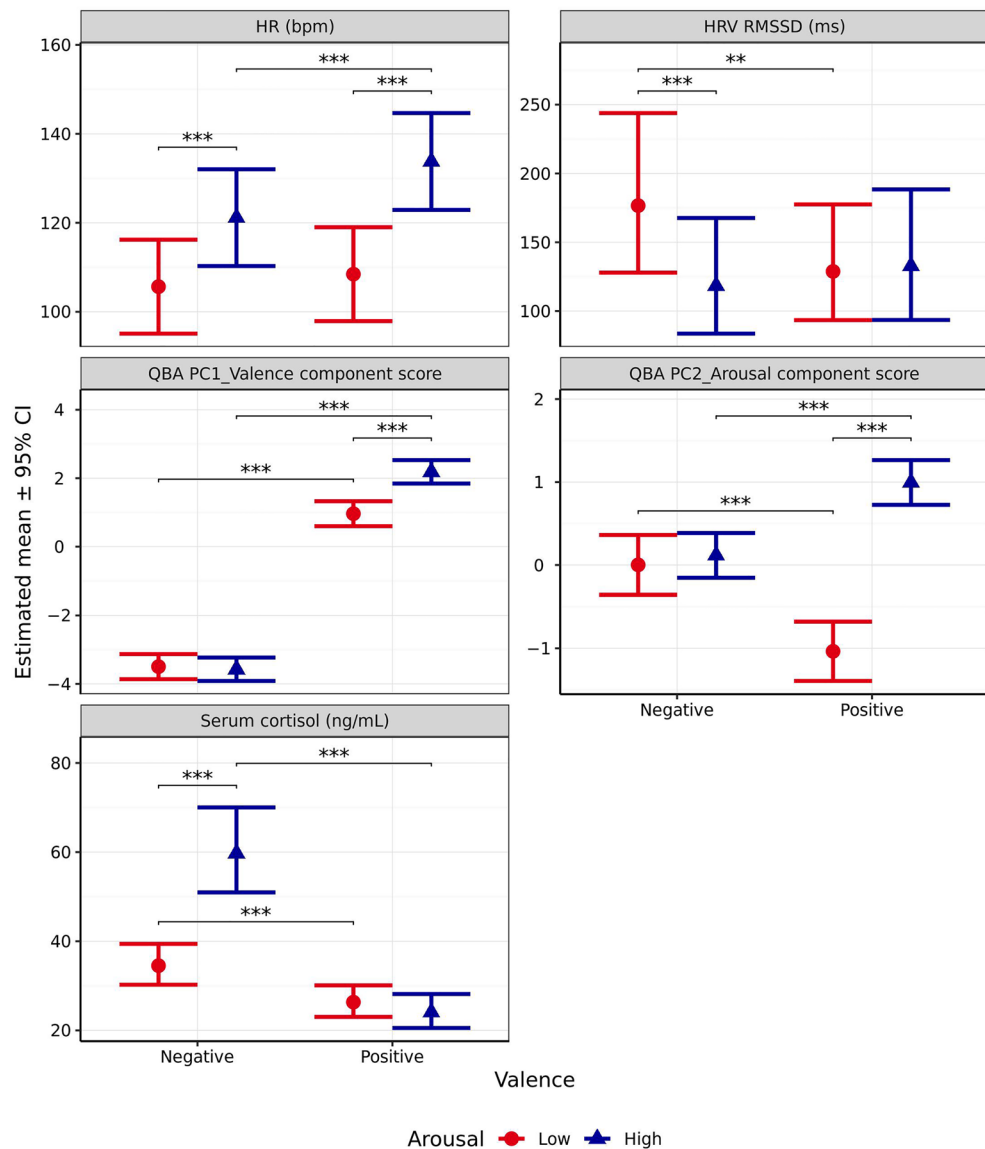 HR (bpm)
HRV RMSSD (ms)
160
140
120
100
***
***
***
250
200
150
100
**
***
QBA PC1_Valence component score
QBA PC2_Arousal component score
Estimated mean ± 95% CI
4
2
0
−2
−4
***
***
***
2
1
0
−1
***
***
***
Negative
Positive
Serum cortisol (ng/mL)
80
60
40
20
***
***
***
Negative
Positive
Valence
Arousal Low High